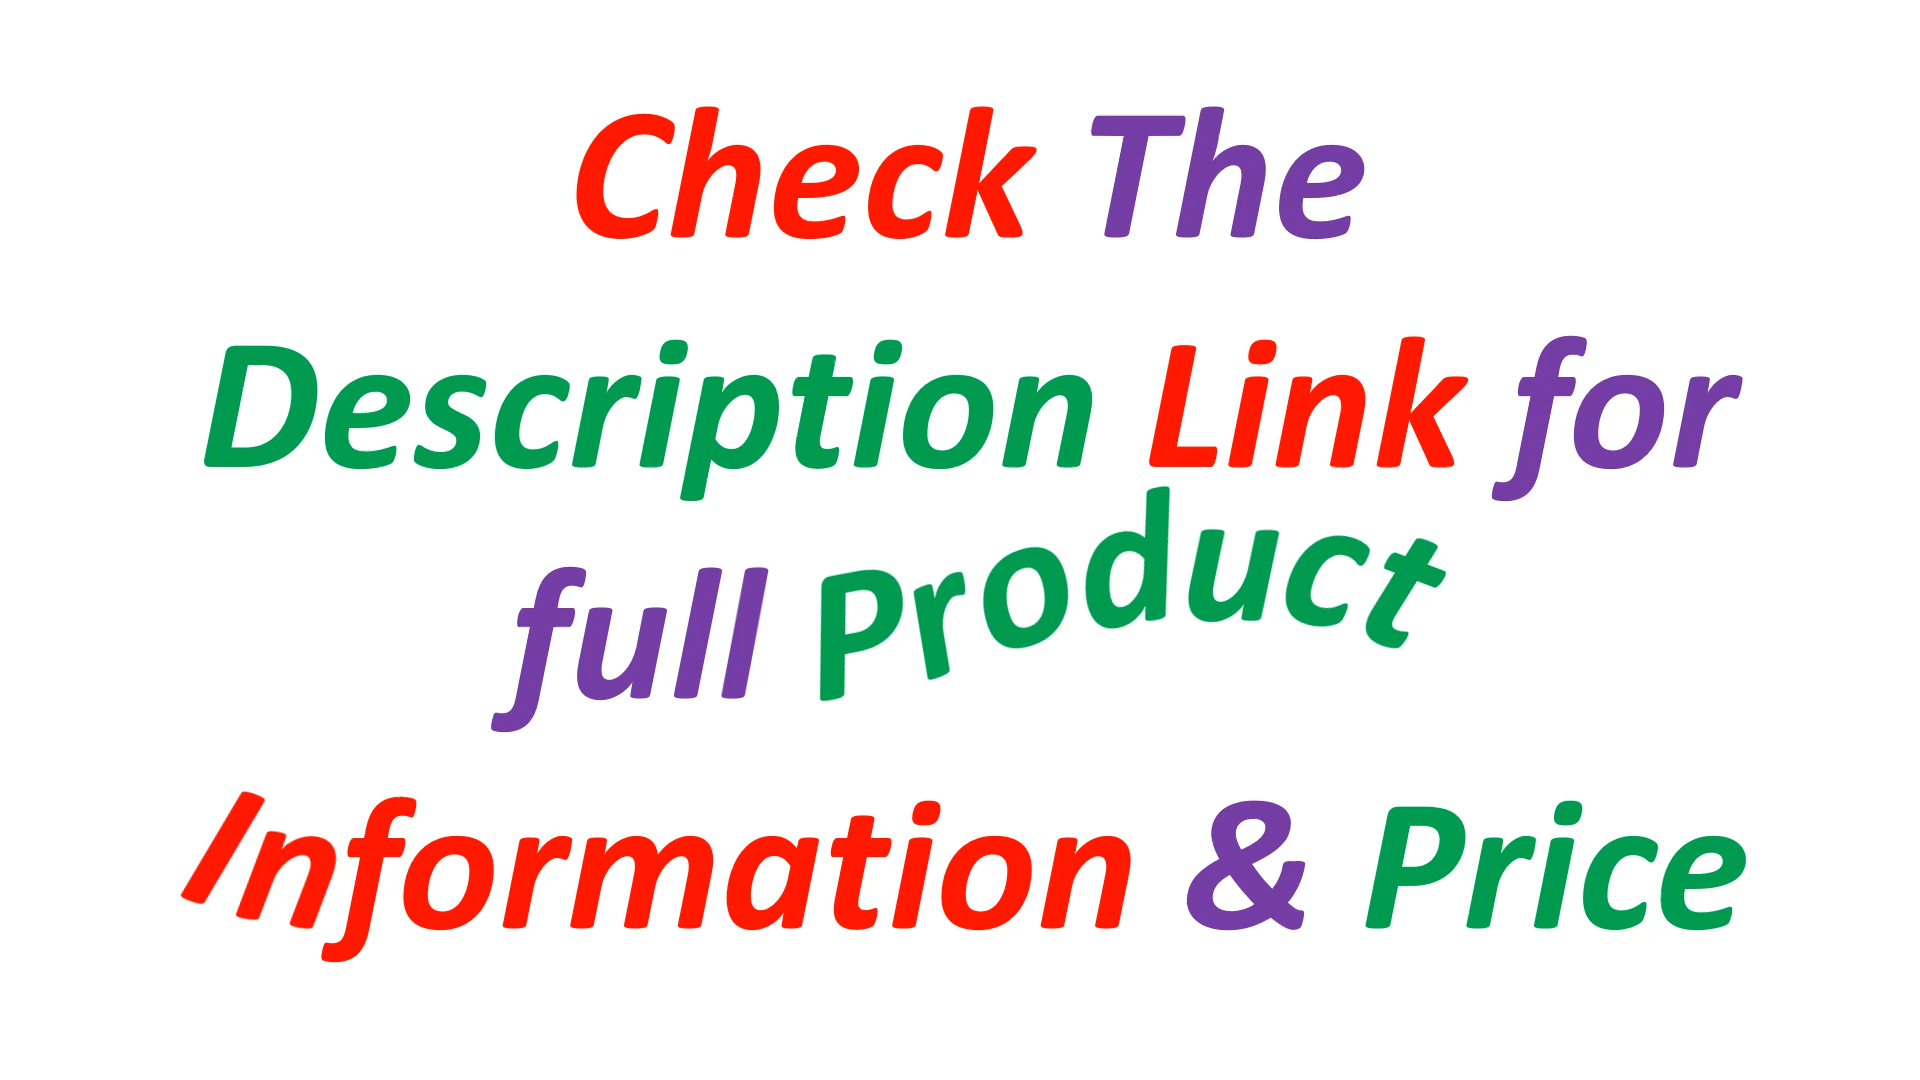 Check The
Description Link for
full Product
Information & Price